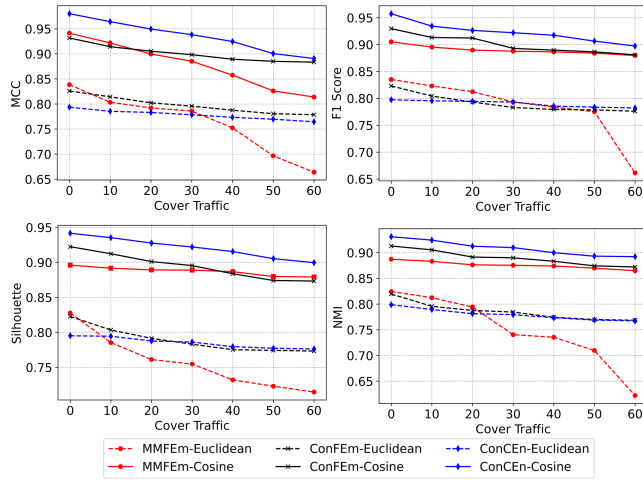 MCC
0.95
0.90
0.85
0.80
0.75
0.70
0.65
0 10 20 30 40 50 60
Cover Traffic
F1 Score
0.95
0.90
0.85
0.80
0.75
0.70
0.65
0 10 20 30 40 50 60
Cover Traffic
Silhouette
0.95
0.90
0.85
0.80
0.75
0 10 20 30 40 50 60
Cover Traffic
NMI
0.90
0.85
0.80
0.75
0.70
0.65
0 10 20 30 40 50 60
Cover Traffic
MMFEm-Euclidean ConFEm-Euclidean ConCEn-Euclidean
MMFEm-Cosine ConFEm-Cosine ConCEn-Cosine